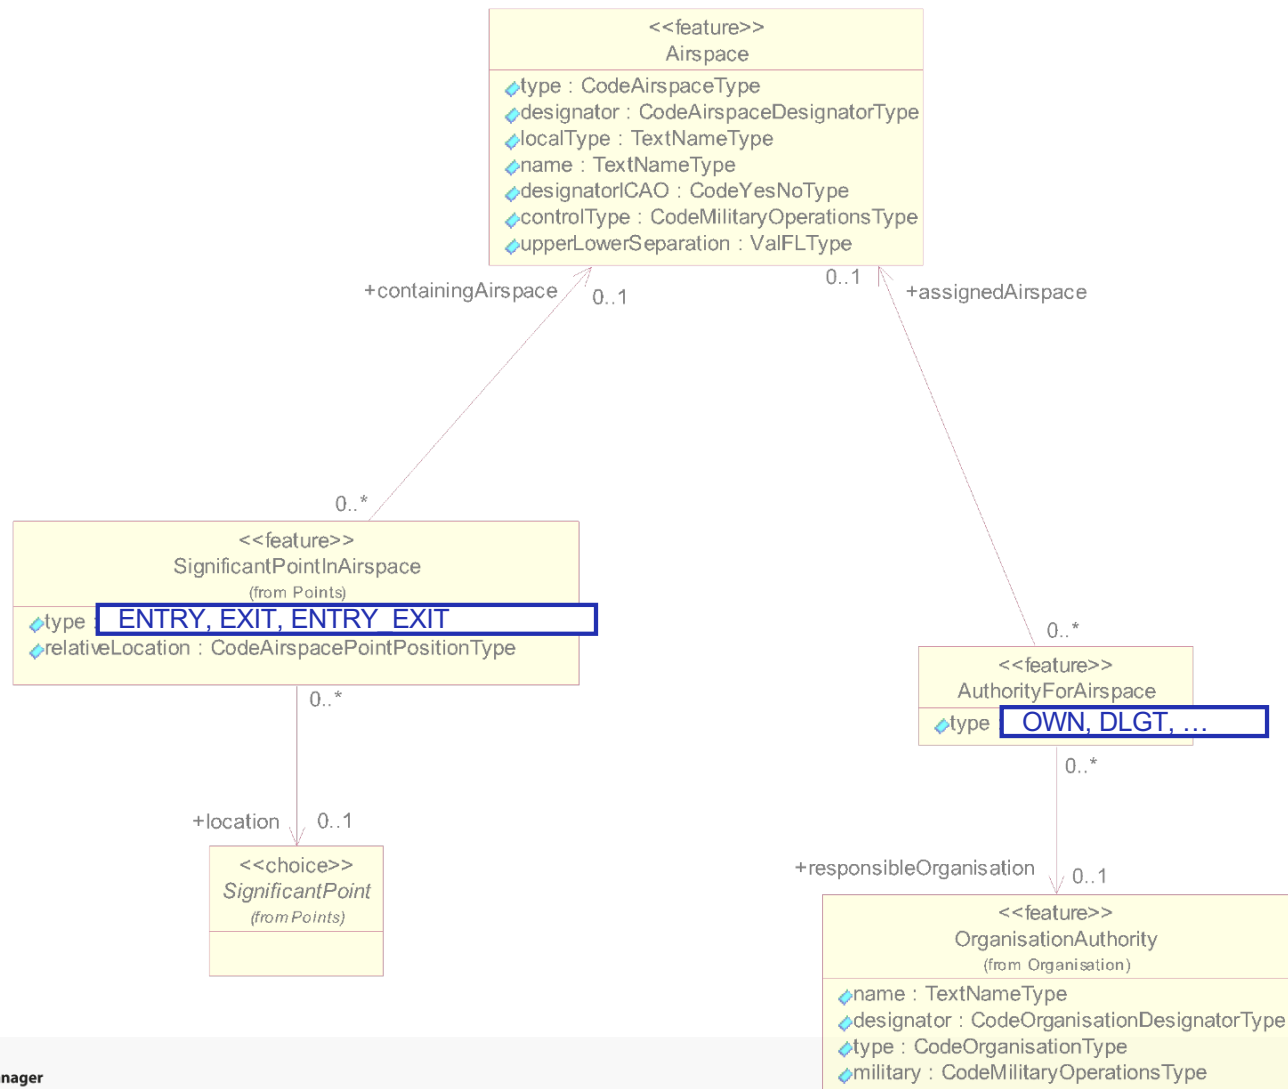 <<feature>>
Airspace
type : CodeAirspaceType
designator : CodeAirspaceDesignatorType
localType : TextNameType
name : TextNameType
designatorICAO : CodeYesNoType
controlType : CodeMilitaryOperationsType
upperLowerSeparation : ValFLType
+containingAirspace
0..1
0..1
+assignedAirspace
0..*
<<feature>>
SignificantPointInAirspace
(from Points)
type : ENTRY, EXIT, ENTRY_EXIT
relativeLocation : CodeAirspacePointPositionType
0..*
0..*
<<feature>>
AuthorityForAirspace
type OWN, DLGT, …
0..*
+location
0..1
<<choice>>
SignificantPoint
(from Points)
+responsibleOrganisation
0..1
<<feature>>
OrganisationAuthority
(from Organisation)
name : TextNameType
designator : CodeOrganisationDesignatorType
type : CodeOrganisationType
military : CodeMilitaryOperationsType
nager